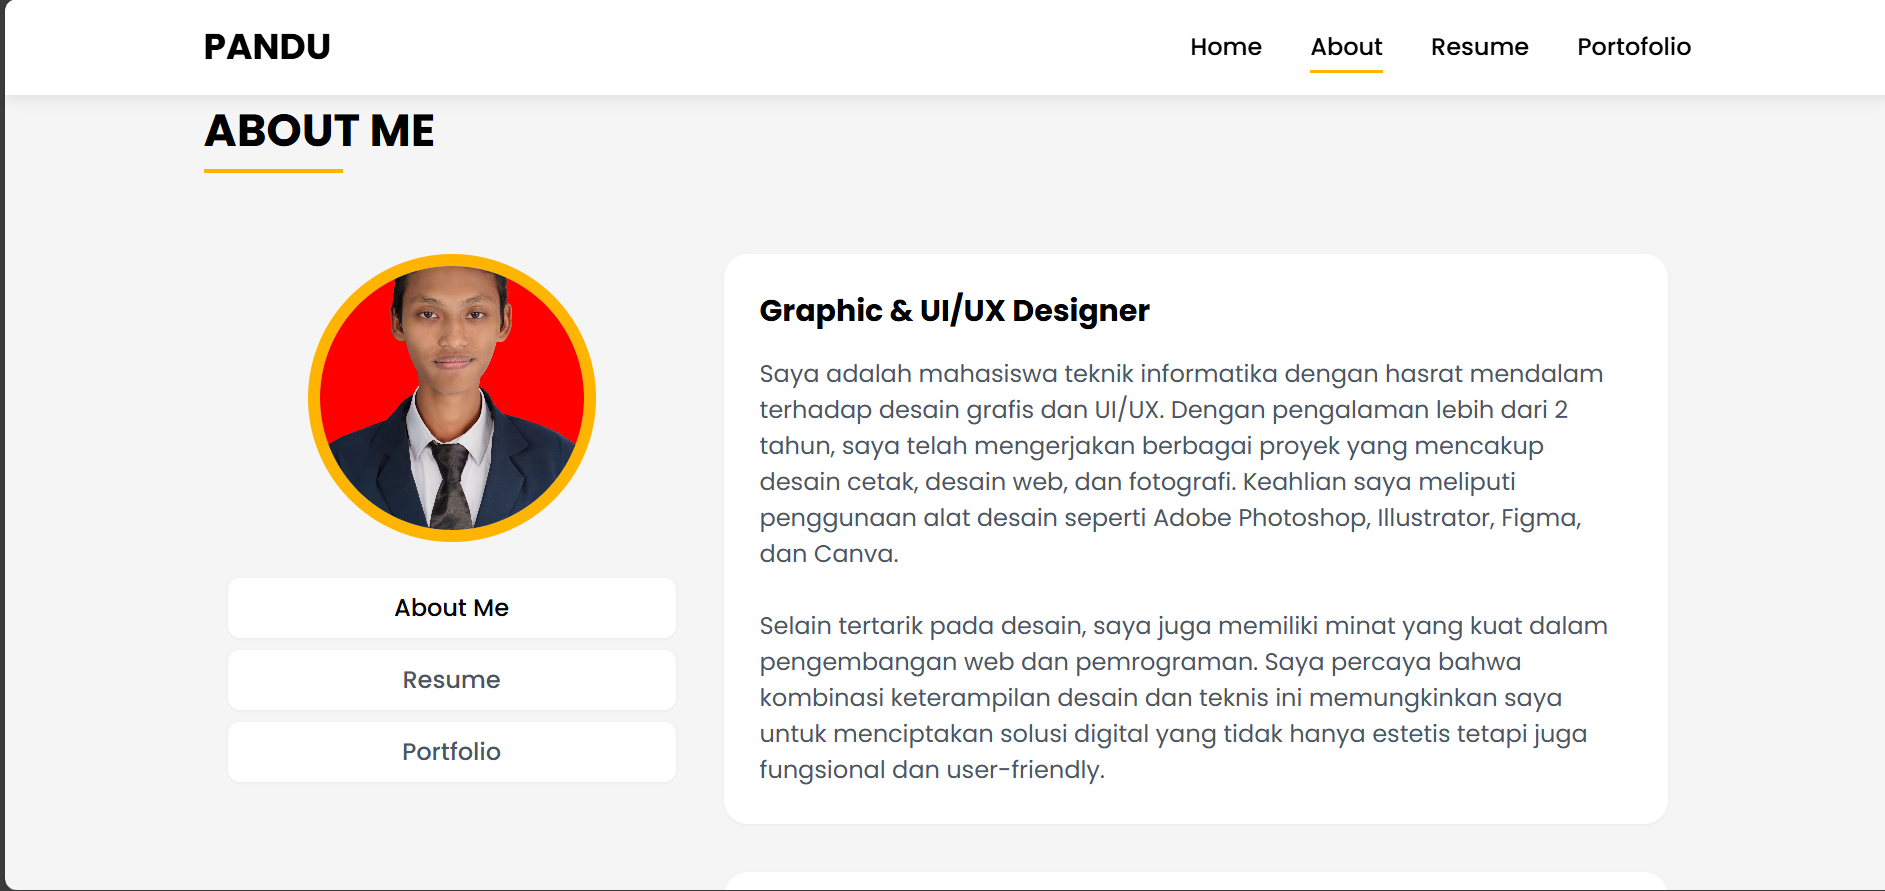 PANDU
Home
About
Resume
Portofolio
ABOUT ME
About Me
Resume
Portfolio
Graphic & UI/UX Designer
Saya adalah mahasiswa teknik informatika dengan hasrat mendalam
terhadap desain grafis dan UI/UX. Dengan pengalaman lebih dari 2
tahun, saya telah mengerjakan berbagai proyek yang mencakup
desain cetak, desain web, dan fotografi. Keahlian saya meliputi
penggunaan alat desain seperti Adobe Photoshop, Illustrator, Figma,
dan Canva.
Selain tertarik pada desain, saya juga memiliki minat yang kuat dalam
pengembangan web dan pemrograman. Saya percaya bahwa
kombinasi keterampilan desain dan teknis ini memungkinkan saya
untuk menciptakan solusi digital yang tidak hanya estetis tetapi juga
fungsional dan user-friendly.